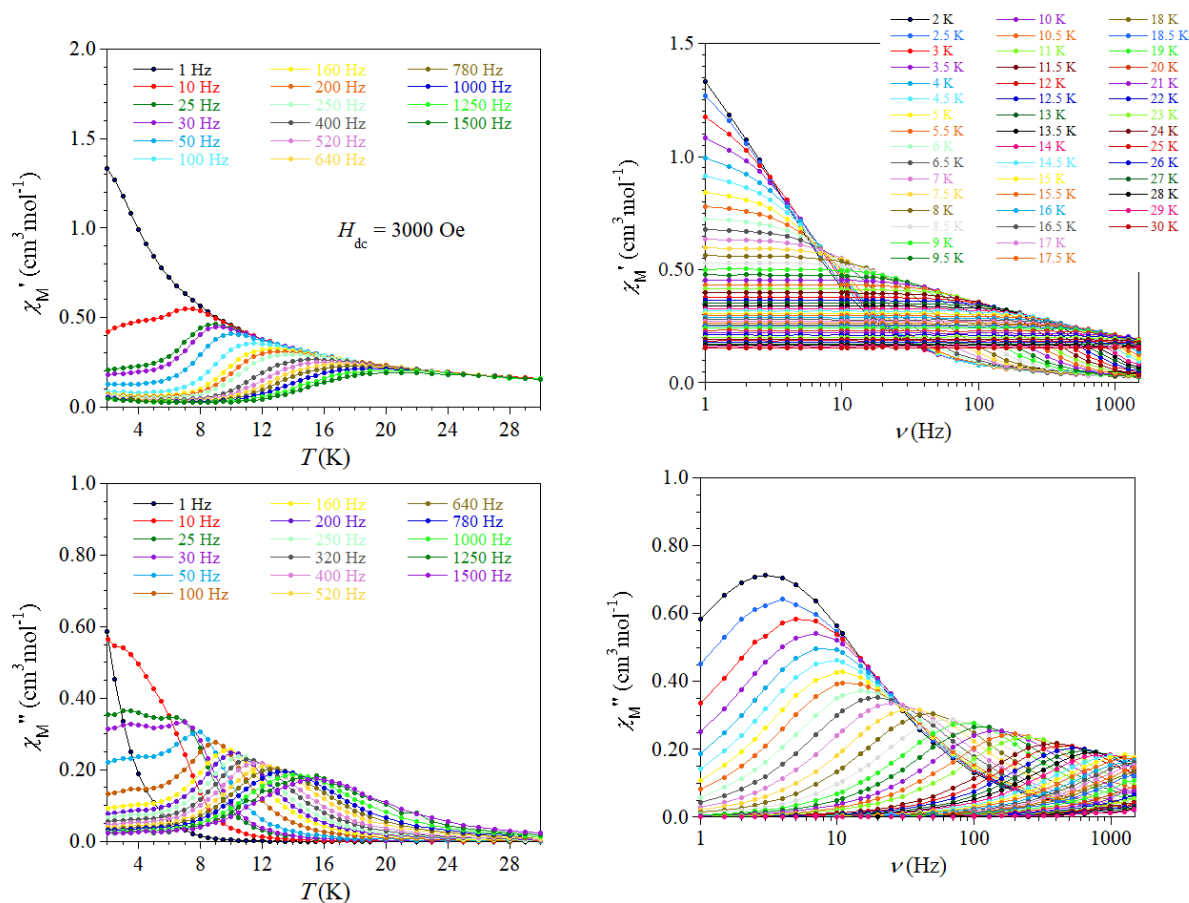 2.0
1.5
1.0
0.50
0.0
χM' (cm3mol-1)
1 Hz 160 Hz 780 Hz
10 Hz 200 Hz 1000 Hz
25 Hz 250 Hz 1250 Hz
30 Hz 400 Hz 1500 Hz
50 Hz 520 Hz
100 Hz 640 Hz
Hdc = 3000 Oe
4 8 12 16 20 24 28
T (K)
2 K 10 K 18 K
2.5 K 10.5 K 18.5 K
3 K 11 K 19 K
3.5 K 11.5 K 20 K
4 K 12 K 21 K
4.5 K 12.5 K 22 K
5 K 13 K 23 K
5.5 K 13.5 K 24 K
6 K 14 K 25 K
6.5 K 14.5 K 26 K
7 K 15 K 27 K
7.5 K 15.5 K 28 K
8 K 16 K 29 K
8.5 K 16.5 K 30 K
9 K 17 K
9.5 K 17.5 K
1.5
1.0
0.50
0.0
χM' (cm3mol-1)
1 10 100 1000
ν (Hz)
1.0
0.80
0.60
0.40
0.20
0.0
χM'' (cm3mol-1)
1 Hz 160 Hz 640 Hz
10 Hz 200 Hz 780 Hz
25 Hz 250 Hz 1000 Hz
30 Hz 320 Hz 1250 Hz
50 Hz 400 Hz 1500 Hz
100 Hz 520 Hz
4 8 12 16 20 24 28
T (K)
1.0
0.80
0.60
0.40
0.20
0.0
χM'' (cm3mol-1)
1 10 100 1000
ν (Hz)